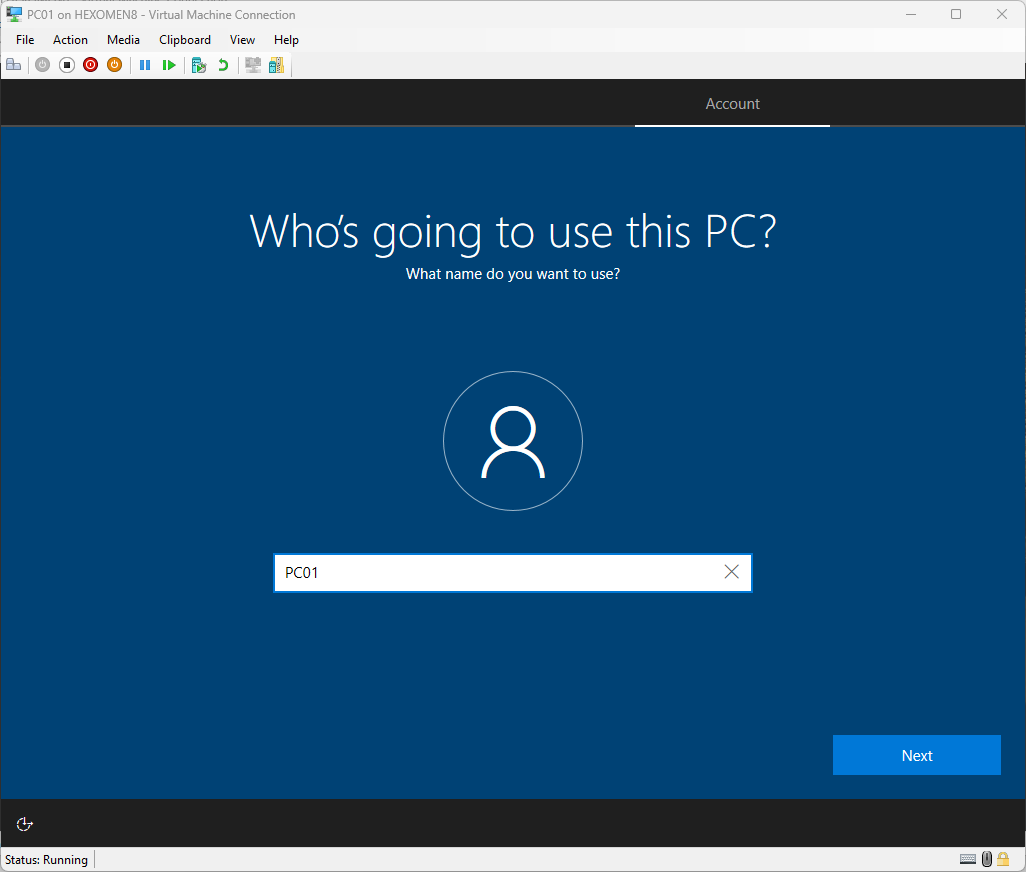 PC01 on HEXOMEN8 - Virtual Machine Connection
File Action Media Clipboard View Help
Account
Who's going to use this PC?
What name do you want to use?
PC01
Next
Status: Running